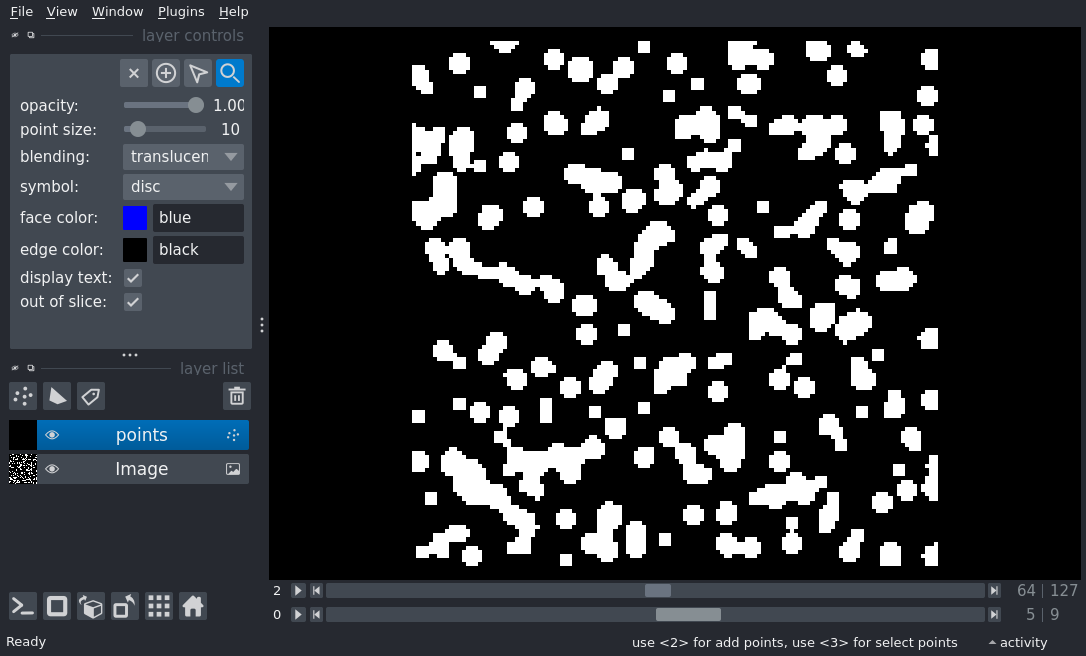 File View Window Plugins Help
layer controls
opacity: 1.00
point size: 10
blending: translucen
symbol: disc
face color: blue
edge color: black
display text:
out of slice:
layer list
points
Image
2 64 127
0 5 9
Ready use <2> for add points, use <3> for select points activity